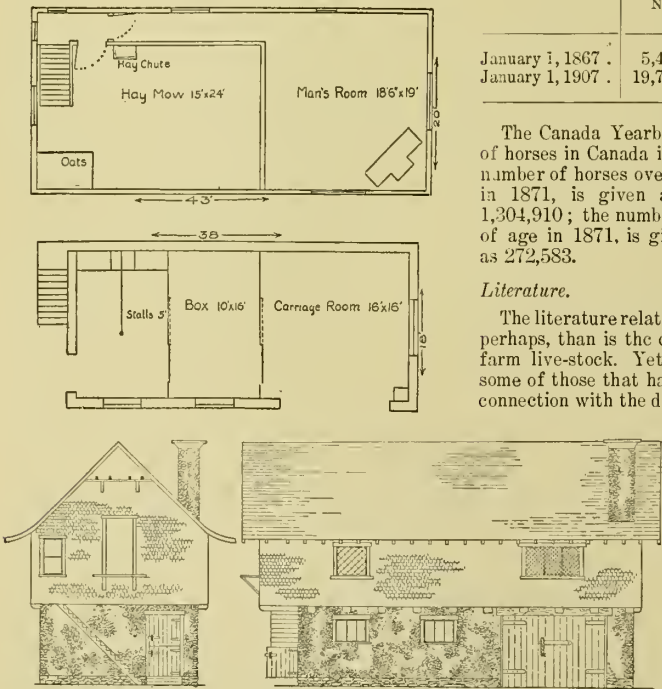 Hay Chute
Hay Mow 15'x24'
Man's Room 18'6"x19'
Oats
20
43'
38
Stalls 5'
Box 10'x16'
Carriage Room 16'x16'
18'
N
January 1, 1867 . 5,4
January 1, 1907 . 19,7
The Canada Yearb
of horses in Canada i
number of horses ove
in 1871, is given a
1,304,910 ; the numb
of age in 1871, is gi
as 272,583.
Literature.
The literature relat
perhaps, than is the c
farm live-stock. Yet
some of those that ha
connection with the d